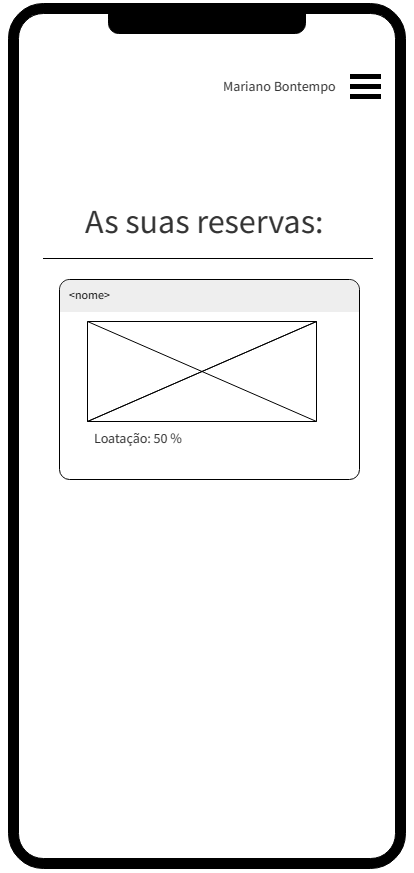 Mariano Bontempo
As suas reservas:
<nome>
Loatação: 50 %